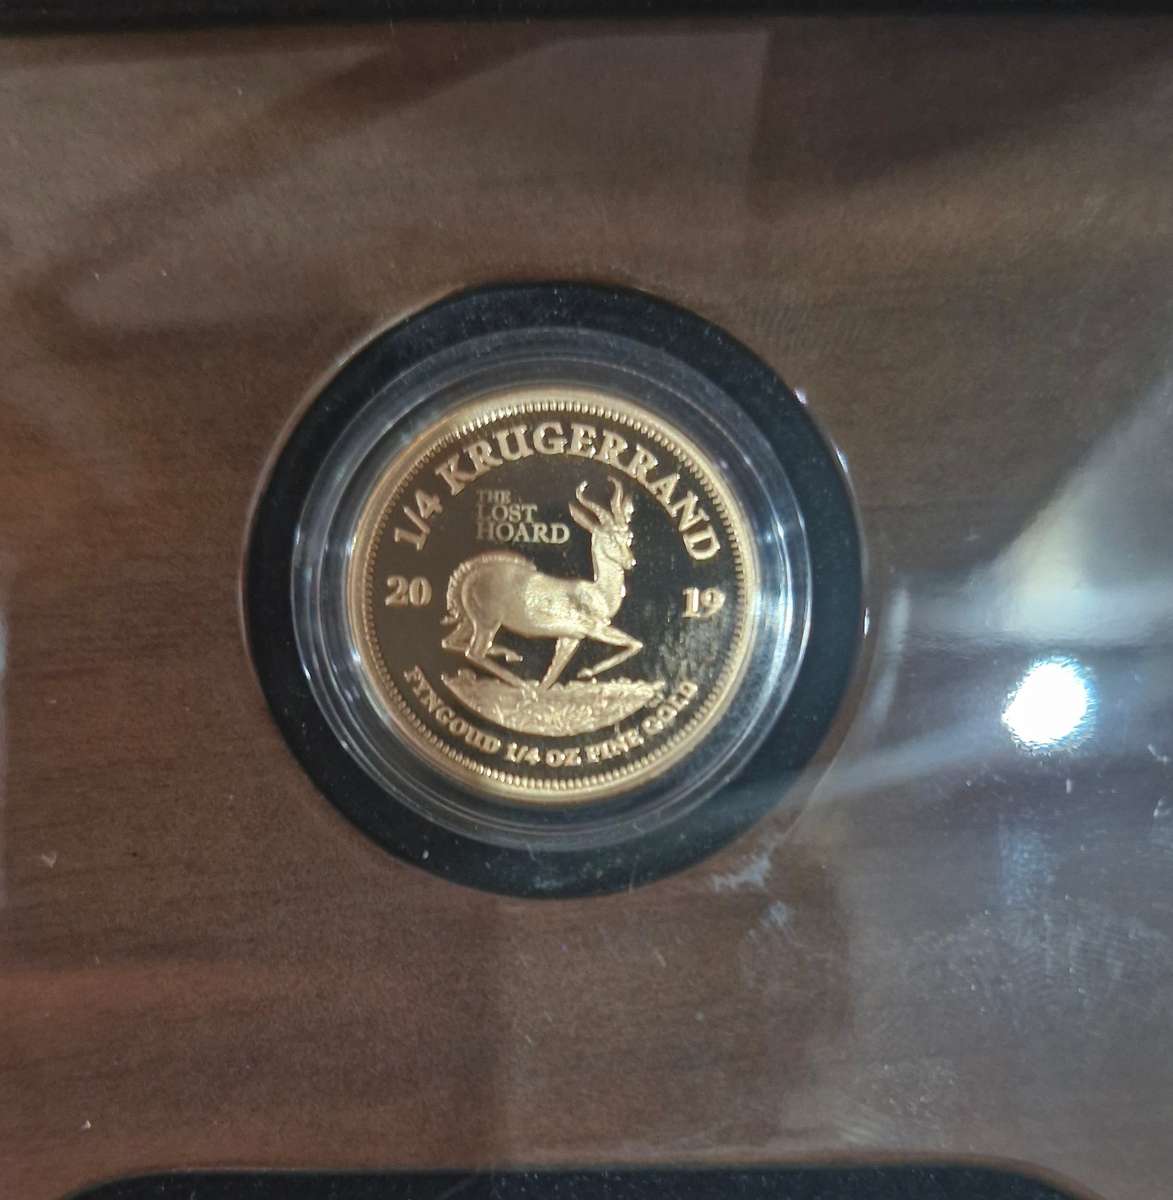 1/4 KRUGERRAND
THE
LOST
HOARD
20 19
FYNGOUD 1/4 OZ FINE GOLD